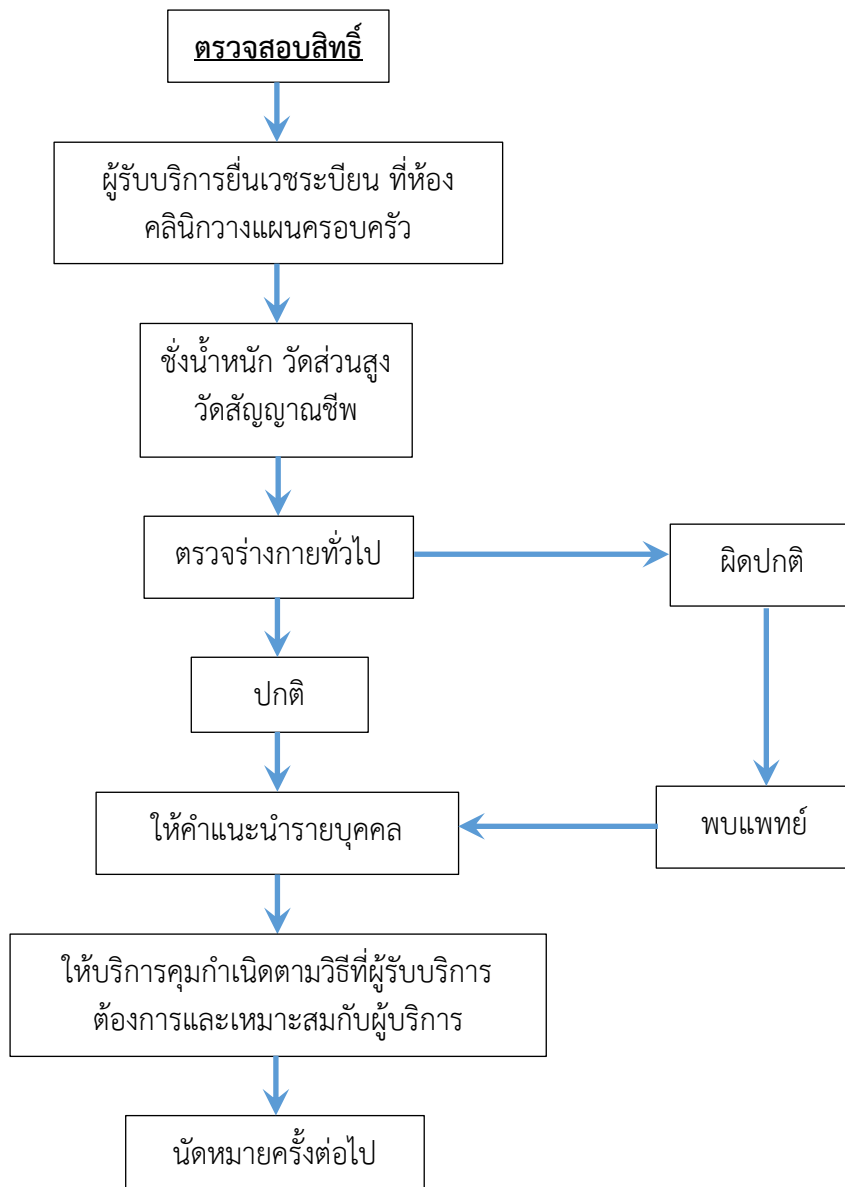 ตรวจสอบสิทธิ์
ผู้รับบริการยื่นเวชระบียน ที่ห้อง
คลินิกวางแผนครอบครัว
ชั่งน้ำหนัก วัดส่วนสูง
วัดสัญญาณชีพ
ตรวจร่างกายทั่วไป
ผิดปกติ
ปกติ
ให้คำแนะนำรายบุคคล
พบแพทย์
ให้บริการคุมกำเนิดตามวิธีที่ผู้รับบริการ
ต้องการและเหมาะสมกับผู้บริการ
นัดหมายครั้งต่อไป